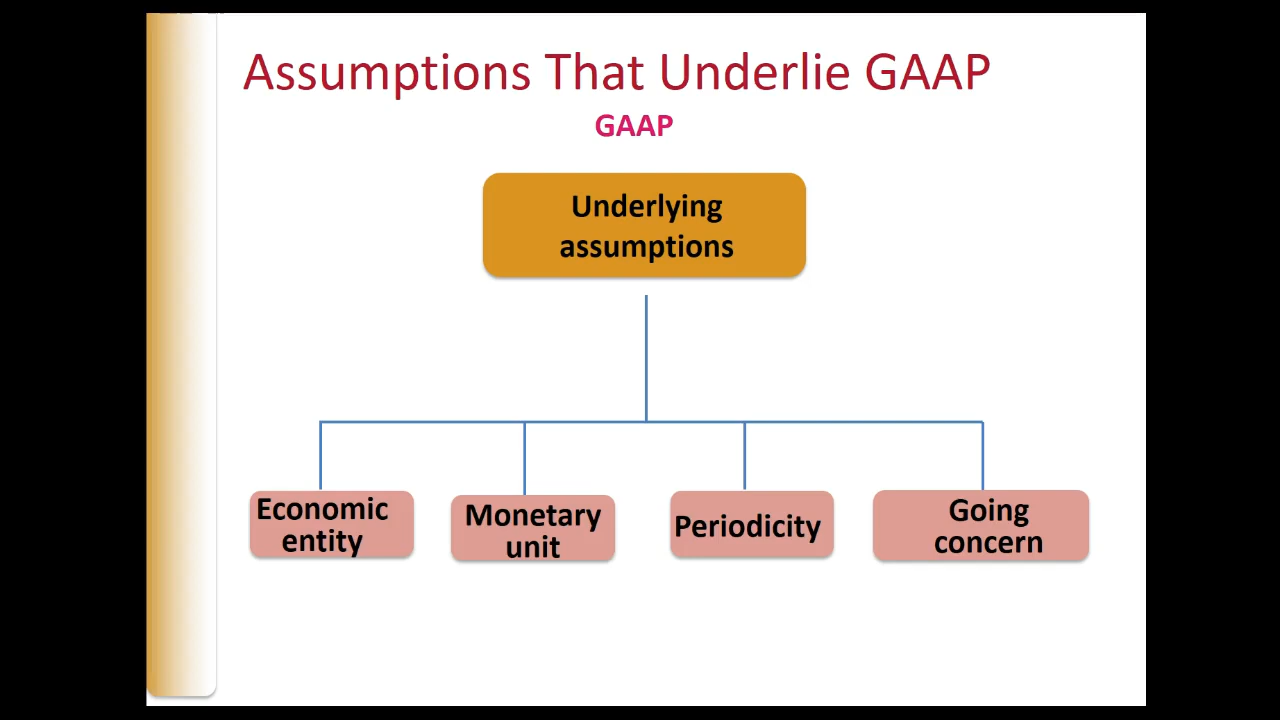 Assumptions That Underlie GAAP
GAAP
Underlying
assumptions
Economic
entity
Monetary
unit
Periodicity
Going
concern